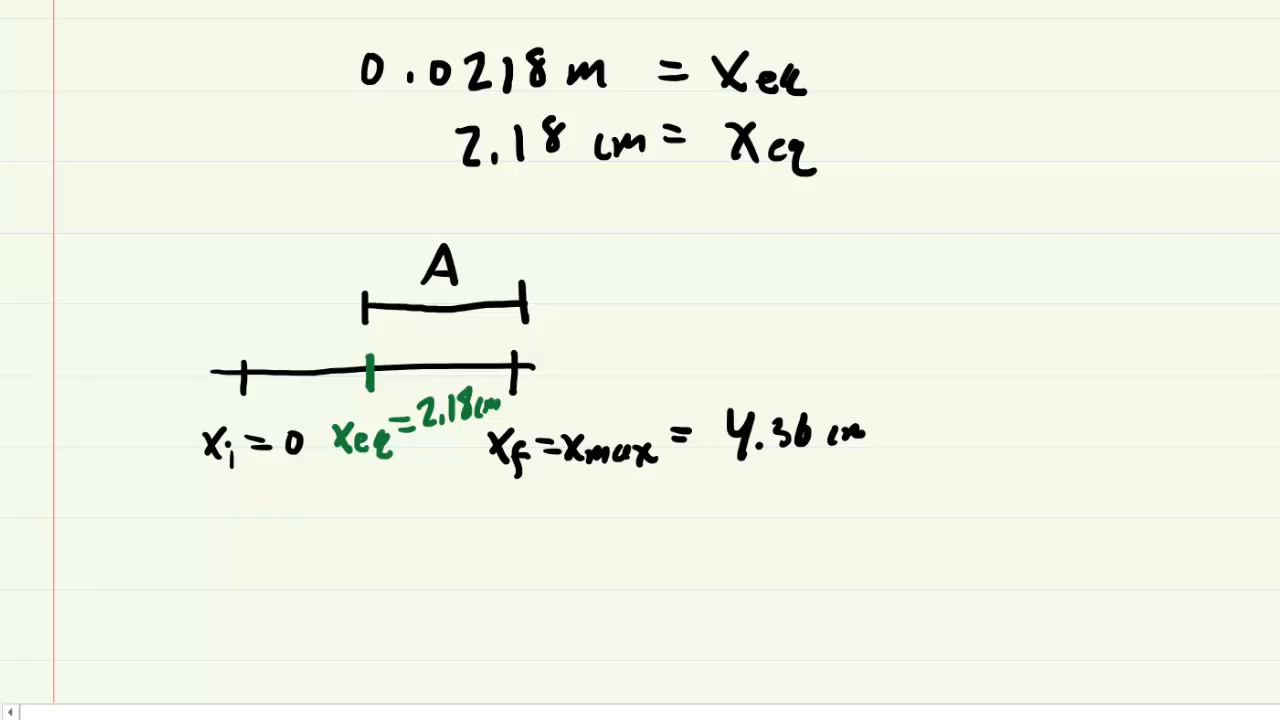 0.0218 m = xeq
2.18 cm = xeq
A
xi = 0 xeq = 2.18 cm xf = xmax = 4.36 cm